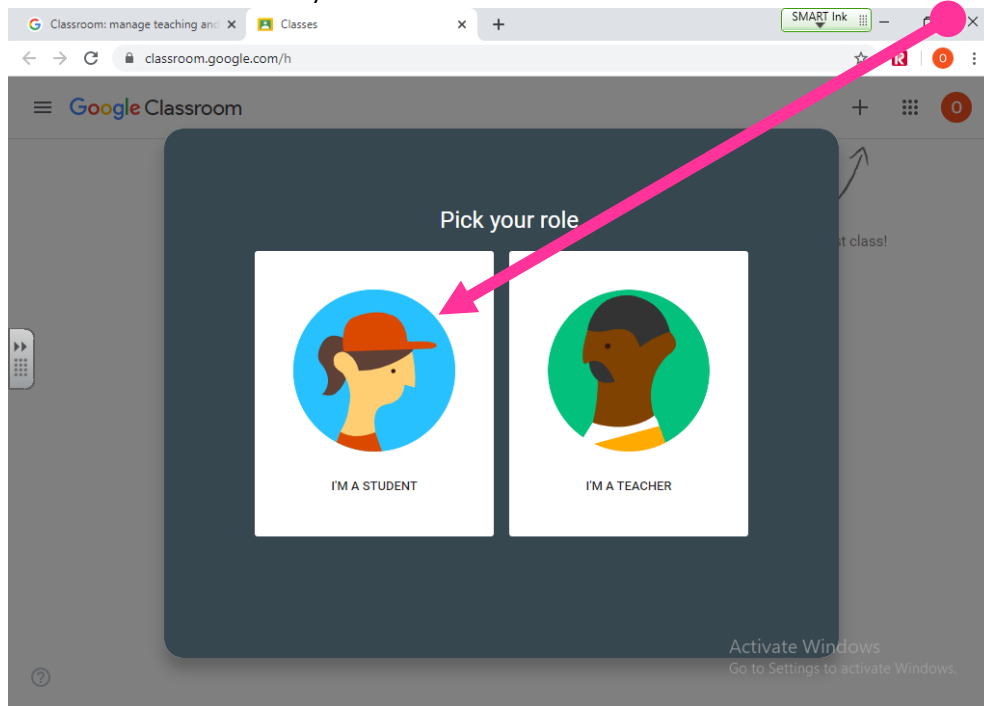 SMART Ink
Classroom: manage teaching and
Classes
classroom.google.com/h
O
Google Classroom
O
Pick your role
st class!
I'M A STUDENT
I'M A TEACHER
Activate Windows
Go to Settings to activate Windows.